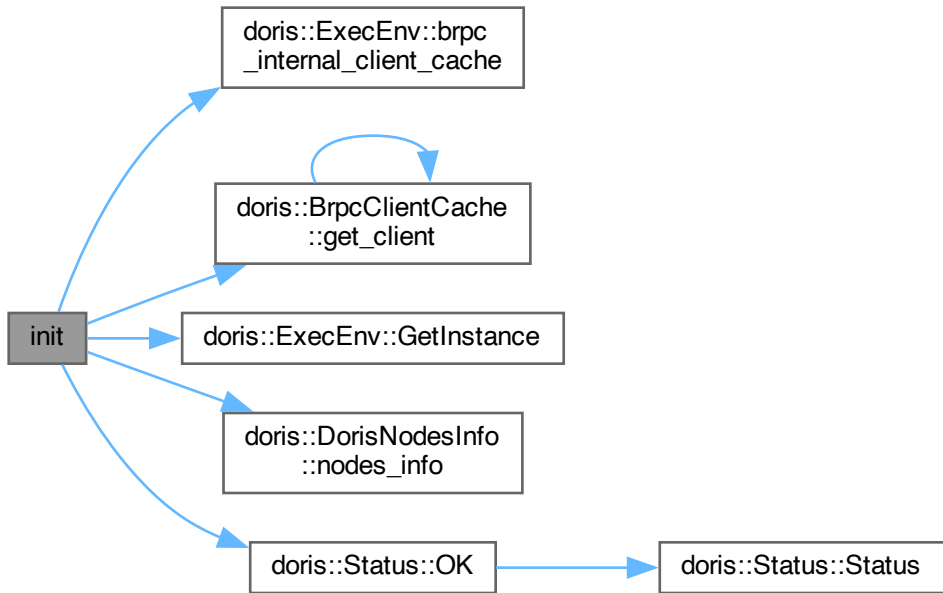 init
doris::ExecEnv::brpc
_internal_client_cache
doris::BrpcClientCache
::get_client
doris::ExecEnv::GetInstance
doris::DorisNodesInfo
::nodes_info
doris::Status::OK
doris::Status::Status